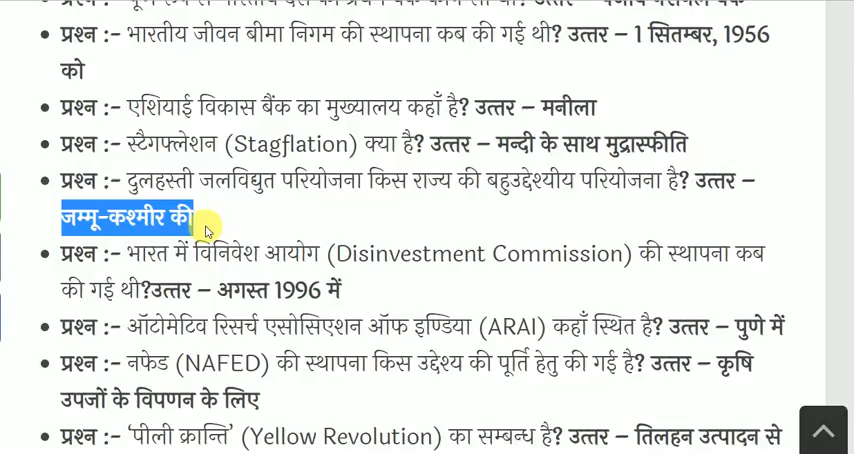 प्रश्न :- भारतीय जीवन बीमा निगम की स्थापना कब की गई थी? उत्तर – 1 सितम्बर, 1956
को
प्रश्न :- एशियाई विकास बैंक का मुख्यालय कहाँ है? उत्तर – मनीला
प्रश्न :- स्टैगफ्लेशन (Stagflation) क्या है? उत्तर – मन्दी के साथ मुद्रास्फीति
प्रश्न :- दुलहस्ती जलविद्युत परियोजना किस राज्य की बहुउद्देश्यीय परियोजना है? उत्तर –
जम्मू-कश्मीर की
प्रश्न :- भारत में विनिवेश आयोग (Disinvestment Commission) की स्थापना कब
की गई थी?उत्तर – अगस्त 1996 में
प्रश्न :- ऑटोमेटिव रिसर्च एसोसिएशन ऑफ इण्डिया (ARAI) कहाँ स्थित है? उत्तर – पुणे में
प्रश्न :- नफेड (NAFED) की स्थापना किस उद्देश्य की पूर्ति हेतु की गई है? उत्तर – कृषि
उपजों के विपणन के लिए
प्रश्न :- ‘पीली क्रान्ति’ (Yellow Revolution) का सम्बन्ध है? उत्तर – तिलहन उत्पादन से